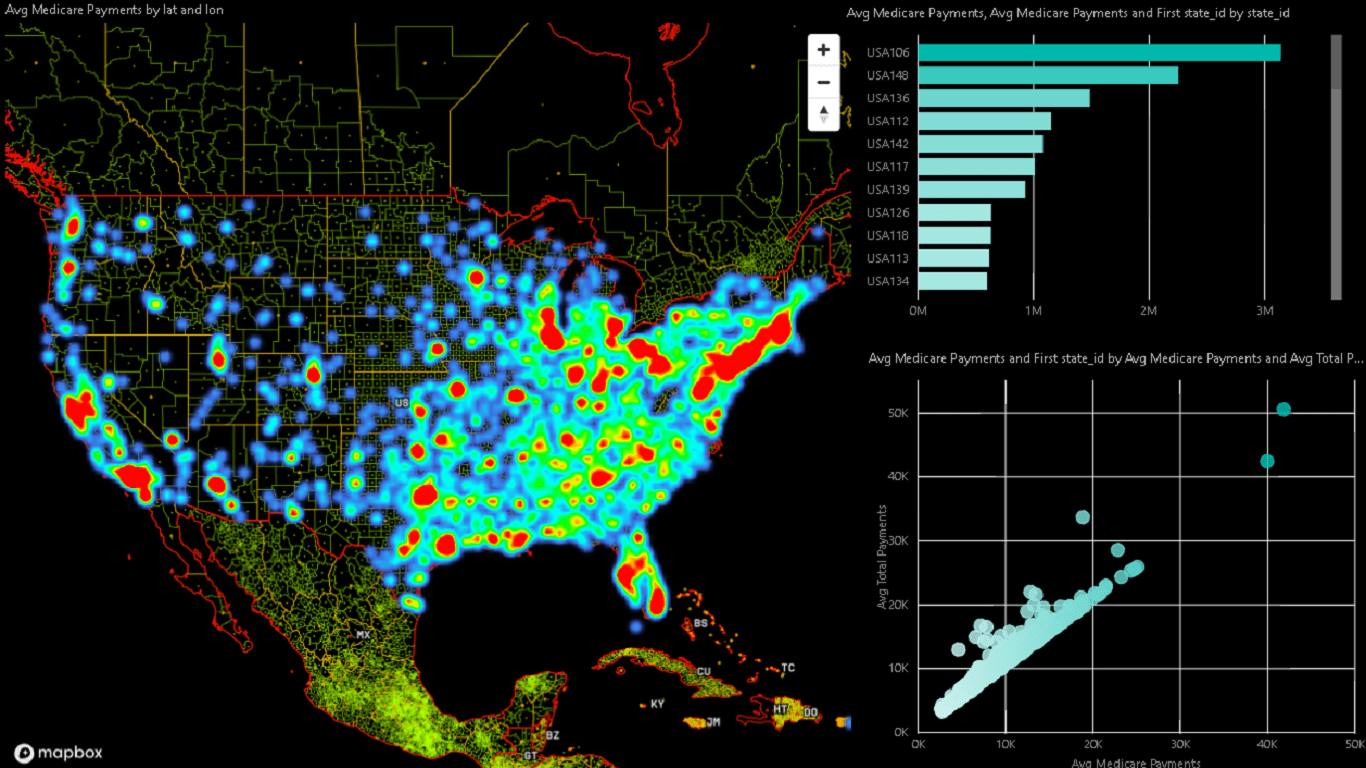 Avg Medicare Payments by lat and lon
US
MX
BS
CU
TC
KY
JM
HT
DO
BZ
GT
mapbox
Avg Medicare Payments, Avg Medicare Payments and First state_id by state_id
USA106
USA148
USA136
USA112
USA142
USA117
USA139
USA126
USA118
USA113
USA134
0M 1M 2M 3M
Avg Medicare Payments and First state_id by Avg Medicare Payments and Avg Total P...
Avg Total Payments
50K
40K
30K
20K
10K
0K
0K 10K 20K 30K 40K 50K
Avg Medicare Payments